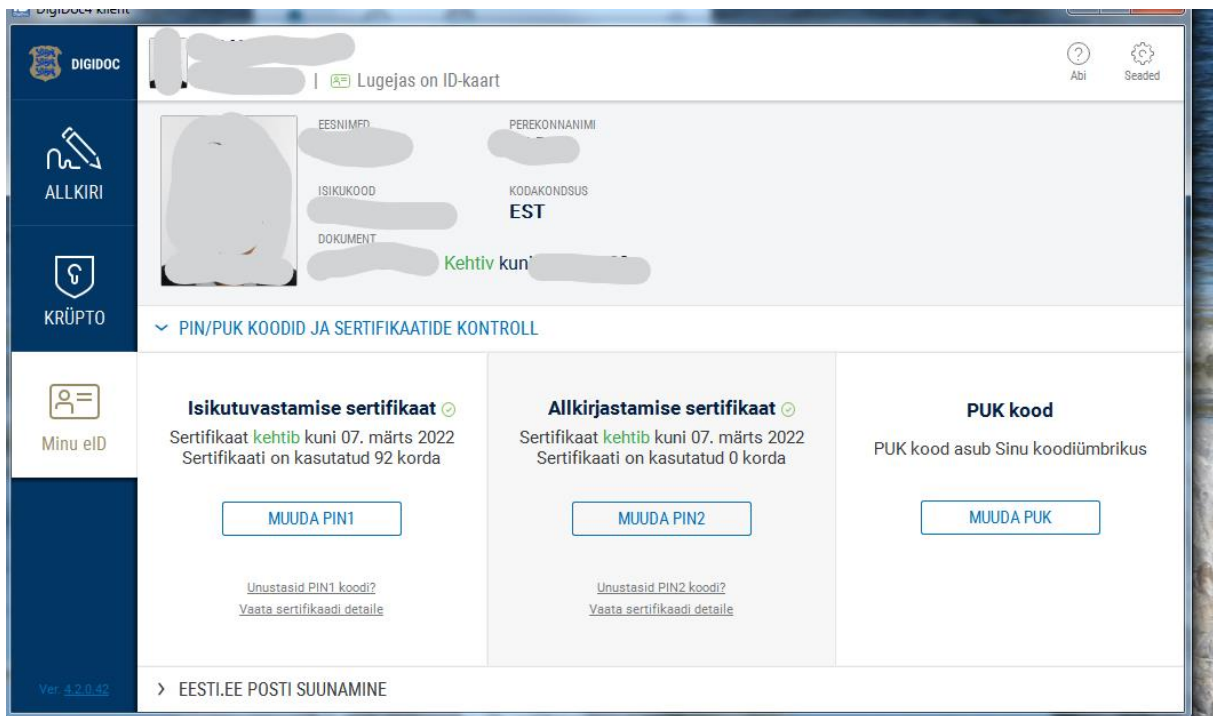 DigiDoc4 klient
DIGIDOC
| Lugejas on ID-kaart
Abi
Seaded
ALLKIRI
KRÜPTO
Minu eID
Ver. 4.2.0.42
EESNIMED
PEREKONNANIMI
ISIKUKOOD
KODAKONDSUS
EST
DOKUMENT
Kehtiv kuni
PIN/PUK KOODID JA SERTIFIKAATIDE KONTROLL
Isikutuvastamise sertifikaat
Sertifikaat kehtib kuni 07. märts 2022
Sertifikaati on kasutatud 92 korda
MUUDA PIN1
Unustasid PIN1 koodi?
Vaata sertifikaadi detaile
Allkirjastamise sertifikaat
Sertifikaat kehtib kuni 07. märts 2022
Sertifikaati on kasutatud 0 korda
MUUDA PIN2
Unustasid PIN2 koodi?
Vaata sertifikaadi detaile
PUK kood
PUK kood asub Sinu koodiümbrikus
MUUDA PUK
EESTI.EE POSTI SUUNAMINE